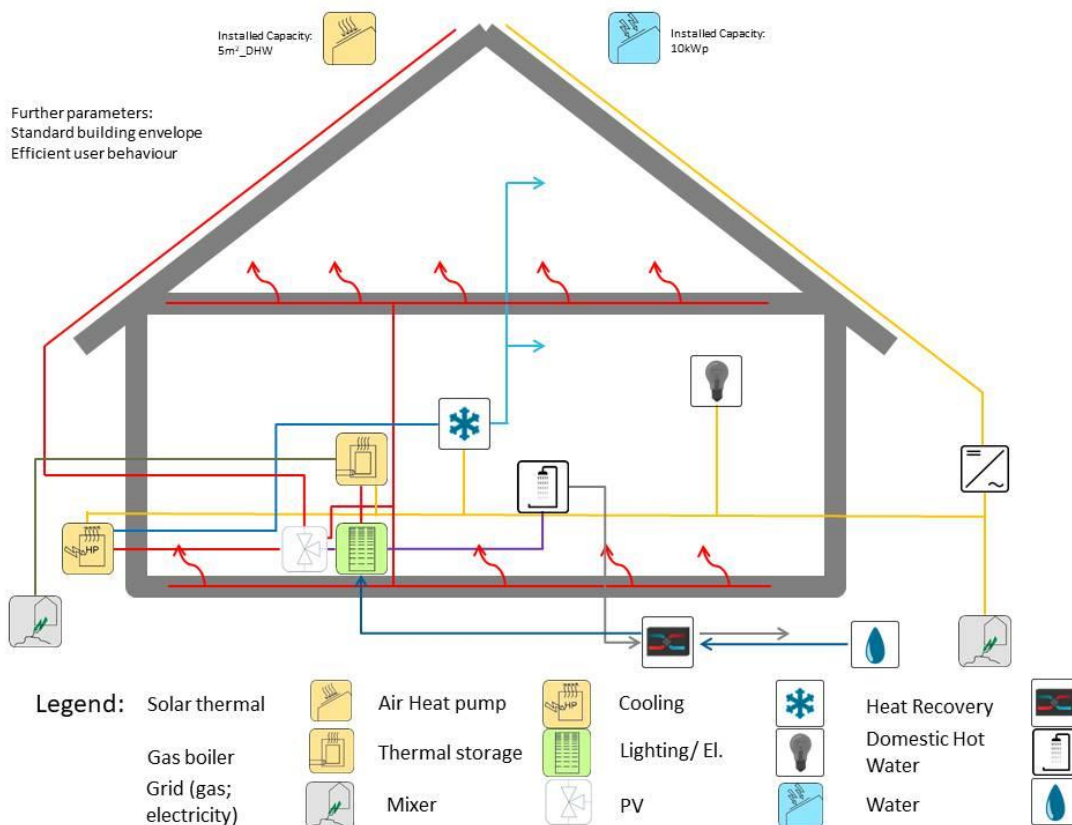 Installed Capacity:
5m²_DHW
Installed Capacity:
10kWp
Further parameters:
Standard building envelope
Efficient user behaviour
HP
Legend:
Solar thermal
Air Heat pump
HP
Cooling
Heat Recovery
Gas boiler
Thermal storage
Lighting/ El.
Domestic Hot
Water
Grid (gas;
electricity)
Mixer
PV
Water